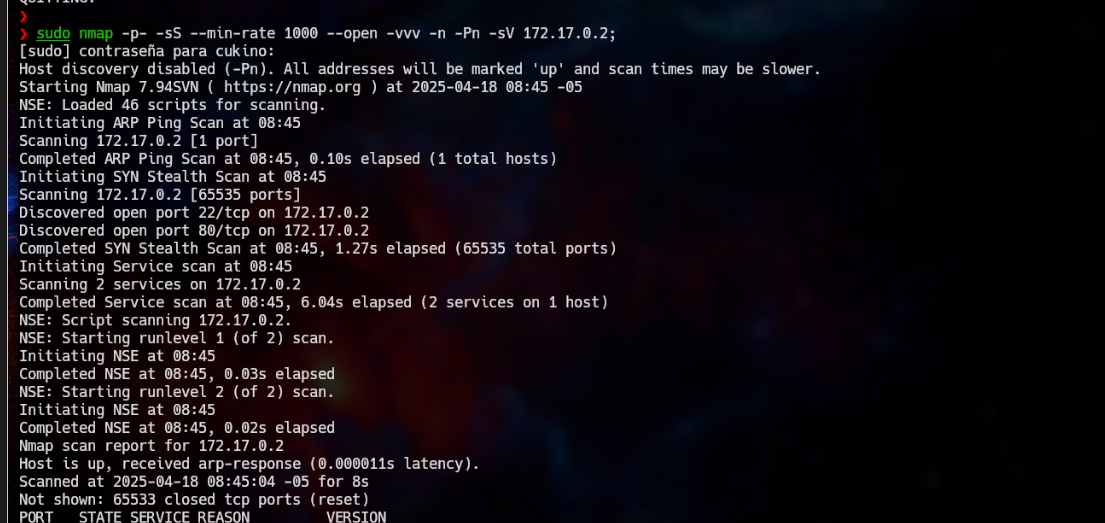 QUITTING!
❯
❯ sudo nmap -p- -sS --min-rate 1000 --open -vvv -n -Pn -sV 172.17.0.2;
[sudo] contraseña para cukino:
Host discovery disabled (-Pn). All addresses will be marked 'up' and scan times may be slower.
Starting Nmap 7.94SVN ( https://nmap.org ) at 2025-04-18 08:45 -05
NSE: Loaded 46 scripts for scanning.
Initiating ARP Ping Scan at 08:45
Scanning 172.17.0.2 [1 port]
Completed ARP Ping Scan at 08:45, 0.10s elapsed (1 total hosts)
Initiating SYN Stealth Scan at 08:45
Scanning 172.17.0.2 [65535 ports]
Discovered open port 22/tcp on 172.17.0.2
Discovered open port 80/tcp on 172.17.0.2
Completed SYN Stealth Scan at 08:45, 1.27s elapsed (65535 total ports)
Initiating Service scan at 08:45
Scanning 2 services on 172.17.0.2
Completed Service scan at 08:45, 6.04s elapsed (2 services on 1 host)
NSE: Script scanning 172.17.0.2.
NSE: Starting runlevel 1 (of 2) scan.
Initiating NSE at 08:45
Completed NSE at 08:45, 0.03s elapsed
NSE: Starting runlevel 2 (of 2) scan.
Initiating NSE at 08:45
Completed NSE at 08:45, 0.02s elapsed
Nmap scan report for 172.17.0.2
Host is up, received arp-response (0.000011s latency).
Scanned at 2025-04-18 08:45:04 -05 for 8s
Not shown: 65533 closed tcp ports (reset)
PORT   STATE SERVICE REASON         VERSION